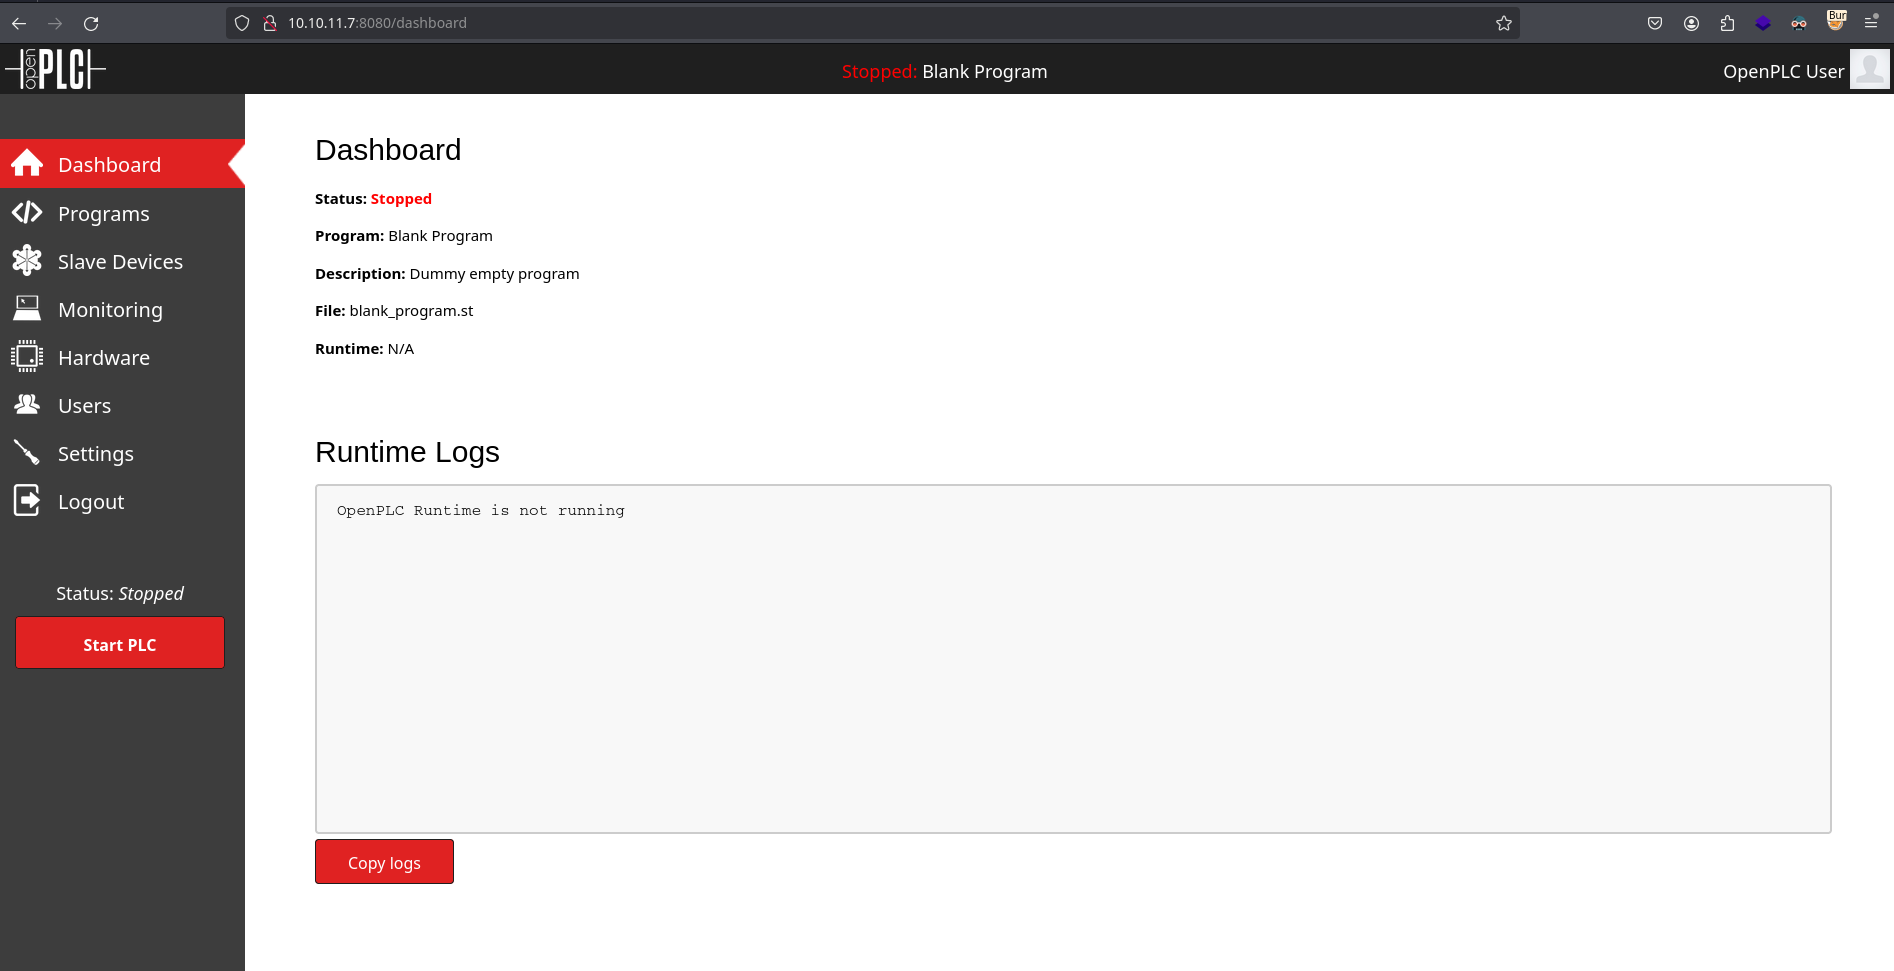 10.10.11.7:8080/dashboard
Bur
open PLC
Stopped: Blank Program
OpenPLC User
Dashboard
Programs
Slave Devices
Monitoring
Hardware
Users
Settings
Logout
Status: Stopped
Start PLC
Dashboard
Status: Stopped
Program: Blank Program
Description: Dummy empty program
File: blank_program.st
Runtime: N/A
Runtime Logs
OpenPLC Runtime is not running
Copy logs